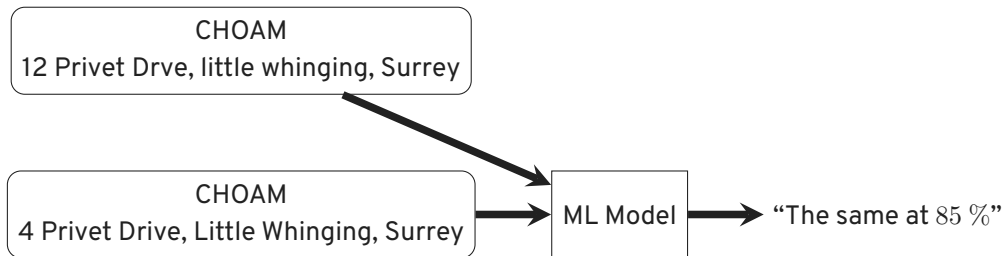 CHOAM
12 Privet Drve, little whinging, Surrey
CHOAM
4 Privet Drive, Little Whinging, Surrey
ML Model
“The same at 85 %”